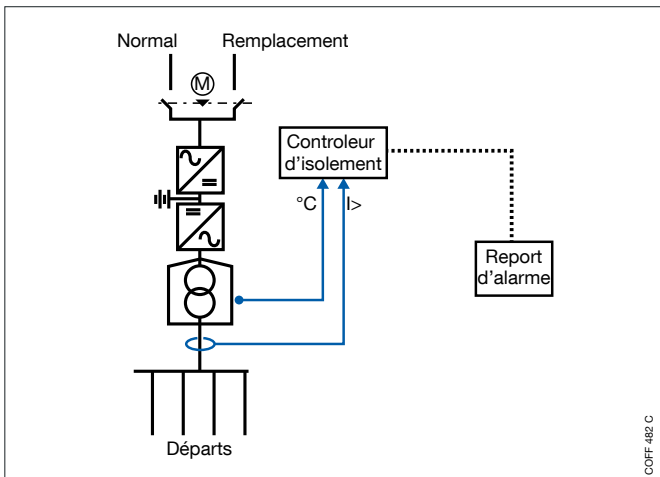 Normal Remplacement
M
Controleur
d'isolement
°C I>
Report
d'alarme
Départs
COFF 482 C